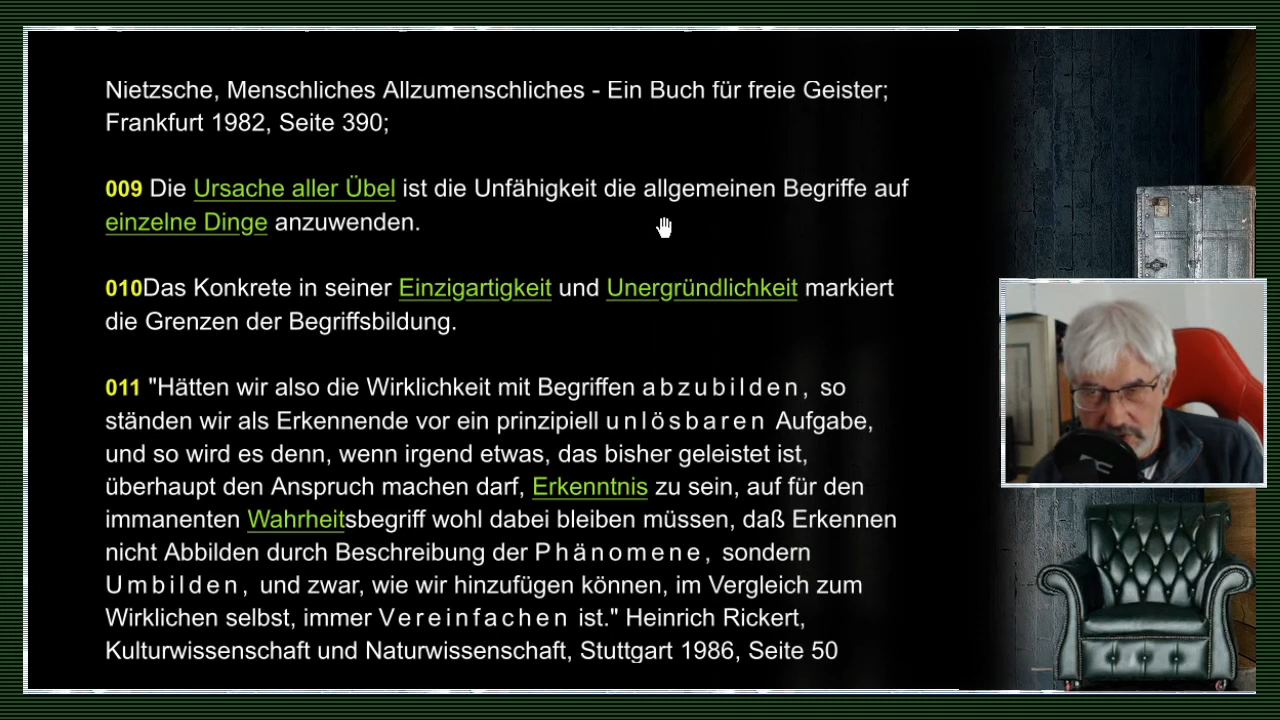 Nietzsche, Menschliches Allzumenschliches - Ein Buch für freie Geister;
Frankfurt 1982, Seite 390;
009 Die Ursache aller Übel ist die Unfähigkeit die allgemeinen Begriffe auf
einzelne Dinge anzuwenden.
010Das Konkrete in seiner Einzigartigkeit und Unergründlichkeit markiert
die Grenzen der Begriffsbildung.
011 "Hätten wir also die Wirklichkeit mit Begriffen a b z u b i l d e n , so
ständen wir als Erkennende vor ein prinzipiell u n l ö s b a r e n Aufgabe,
und so wird es denn, wenn irgend etwas, das bisher geleistet ist,
überhaupt den Anspruch machen darf, Erkenntnis zu sein, auf für den
immanenten Wahrheitsbegriff wohl dabei bleiben müssen, daß Erkennen
nicht Abbilden durch Beschreibung der P h ä n o m e n e , sondern
U m b i l d e n , und zwar, wie wir hinzufügen können, im Vergleich zum
Wirklichen selbst, immer V e r e i n f a c h e n ist." Heinrich Rickert,
Kulturwissenschaft und Naturwissenschaft, Stuttgart 1986, Seite 50